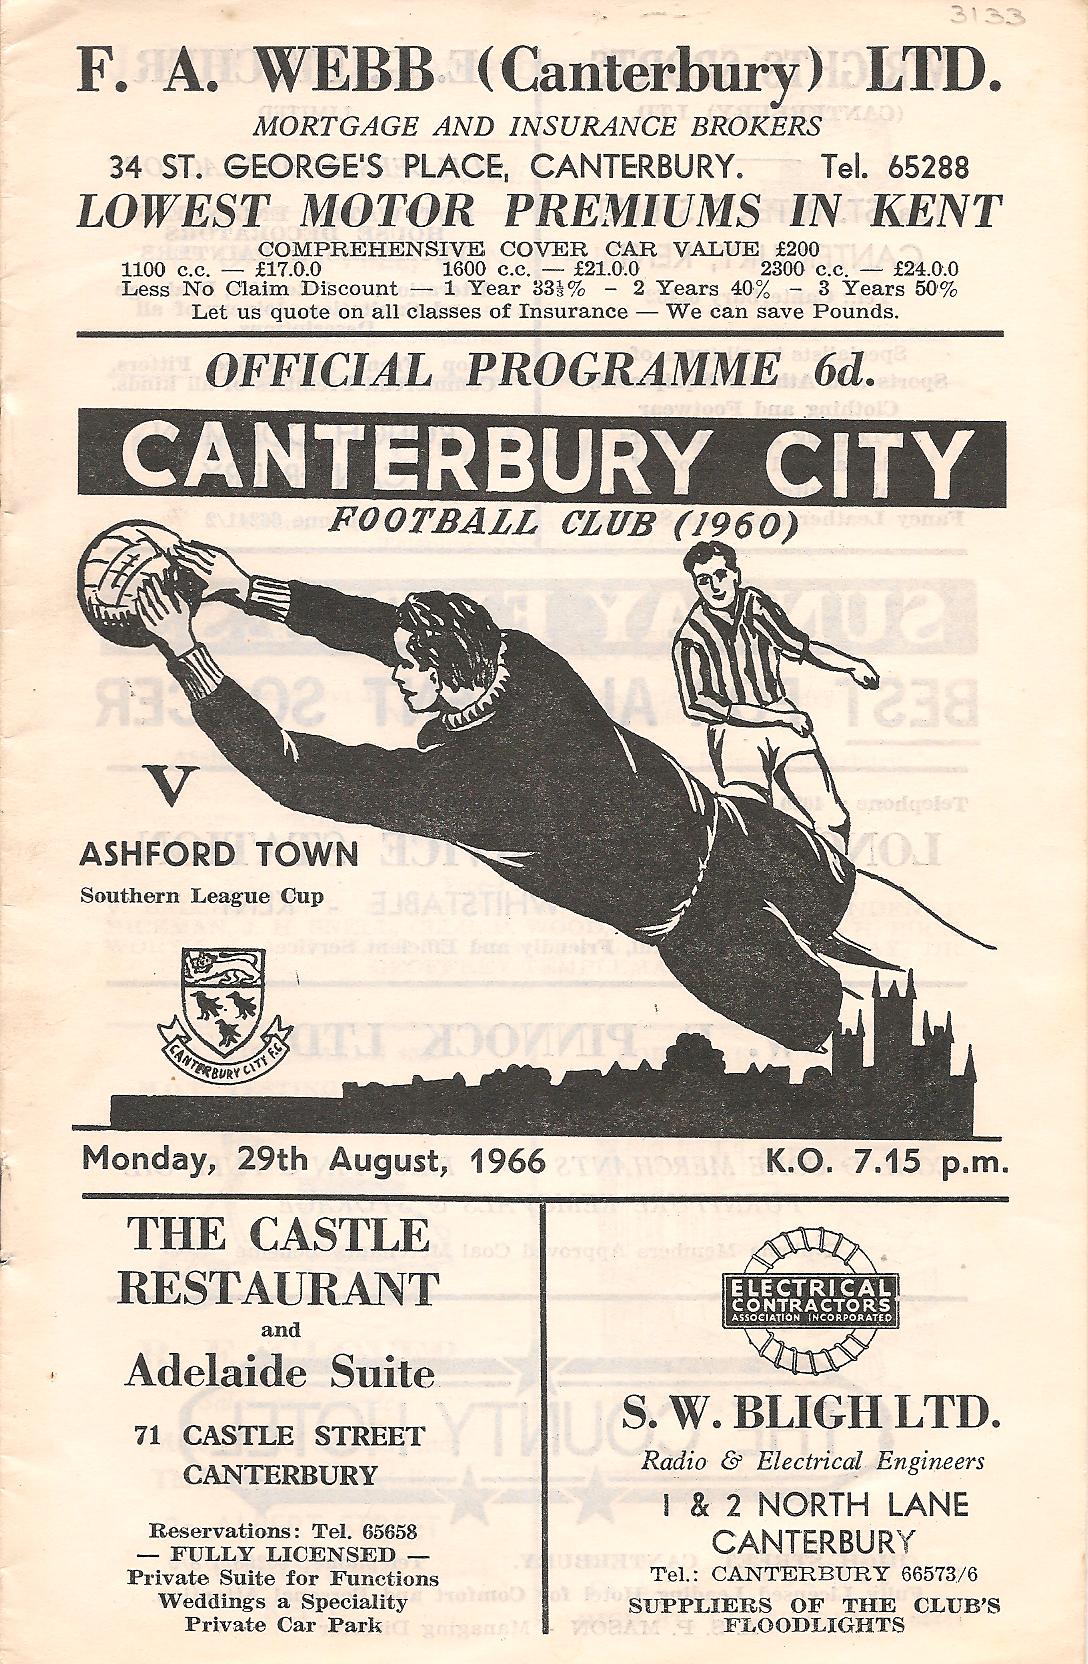 3133
F. A. WEBB (Canterbury) LTD.
MORTGAGE AND INSURANCE BROKERS
34 ST. GEORGE'S PLACE, CANTERBURY. Tel. 65288
LOWEST MOTOR PREMIUMS IN KENT
COMPREHENSIVE COVER CAR VALUE £200
1100 c.c. — £17.0.0 1600 c.c. — £21.0.0 2300 c.c. — £24.0.0
Less No Claim Discount — 1 Year 33⅓% – 2 Years 40% – 3 Years 50%
Let us quote on all classes of Insurance — We can save Pounds.
OFFICIAL PROGRAMME 6d.
CANTERBURY CITY
FOOTBALL CLUB (1960)
V
ASHFORD TOWN
Southern League Cup
CANTERBURY CITY F.C
Monday, 29th August, 1966 K.O. 7.15 p.m.
THE CASTLE
RESTAURANT
and
Adelaide Suite
71 CASTLE STREET
CANTERBURY
Reservations: Tel. 65658
— FULLY LICENSED —
Private Suite for Functions
Weddings a Speciality
Private Car Park
ELECTRICAL
CONTRACTORS
ASSOCIATION INCORPORATED
S. W. BLIGH LTD.
Radio & Electrical Engineers
1 & 2 NORTH LANE
CANTERBURY
Tel.: CANTERBURY 66573/6
SUPPLIERS OF THE CLUB'S
FLOODLIGHTS